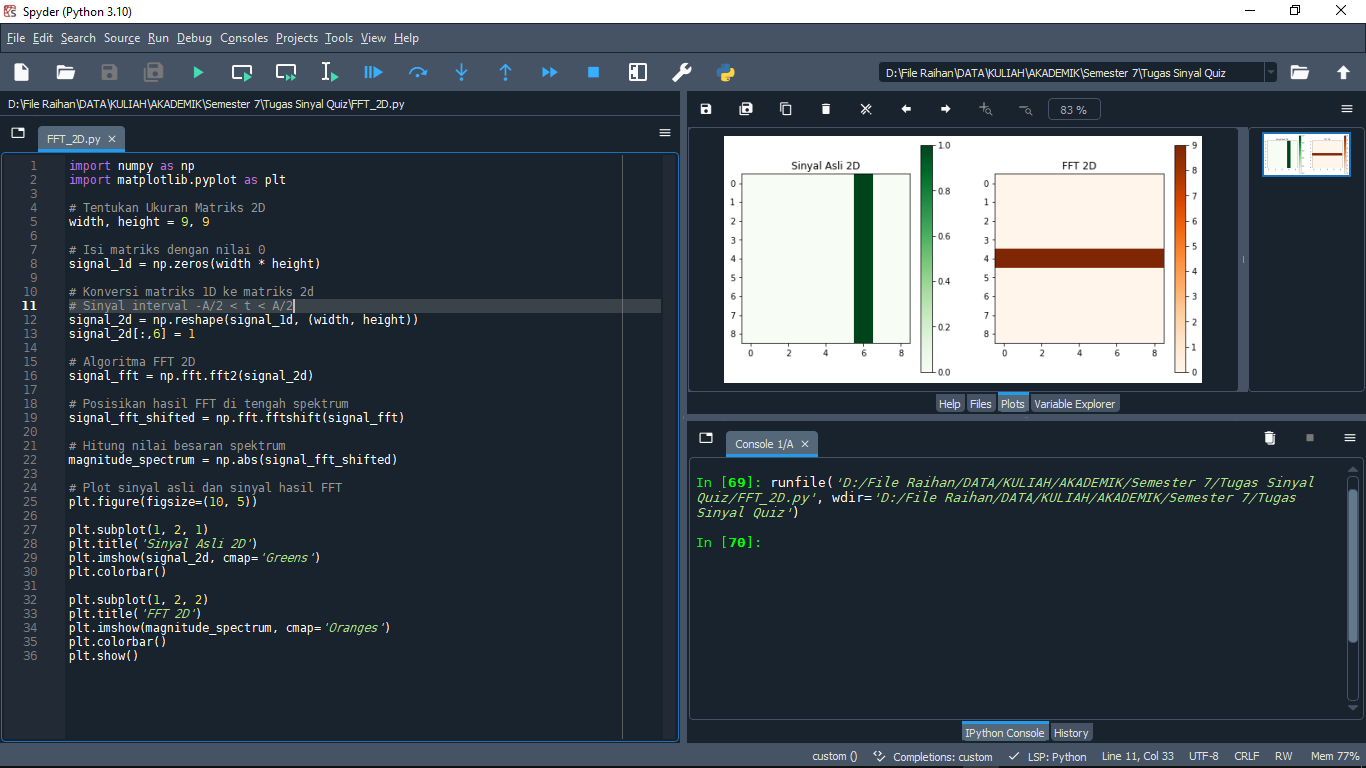 Spyder (Python 3.10)
File Edit Search Source Run Debug Consoles Projects Tools View Help
D:\File Raihan\DATA\KULIAH\AKADEMIK\Semester 7\Tugas Sinyal Quiz
D:\File Raihan\DATA\KULIAH\AKADEMIK\Semester 7\Tugas Sinyal Quiz\FFT_2D.py
FFT_2D.py
1 import numpy as np
2 import matplotlib.pyplot as plt
3
4 # Tentukan Ukuran Matriks 2D
5 width, height = 9, 9
6
7 # Isi matriks dengan nilai 0
8 signal_1d = np.zeros(width * height)
9
10 # Konversi matriks 1D ke matriks 2d
11 # Sinyal interval -A/2 < t < A/2
12 signal_2d = np.reshape(signal_1d, (width, height))
13 signal_2d[:,6] = 1
14
15 # Algoritma FFT 2D
16 signal_fft = np.fft.fft2(signal_2d)
17
18 # Posisikan hasil FFT di tengah spektrum
19 signal_fft_shifted = np.fft.fftshift(signal_fft)
20
21 # Hitung nilai besaran spektrum
22 magnitude_spectrum = np.abs(signal_fft_shifted)
23
24 # Plot sinyal asli dan sinyal hasil FFT
25 plt.figure(figsize=(10, 5))
26
27 plt.subplot(1, 2, 1)
28 plt.title('Sinyal Asli 2D')
29 plt.imshow(signal_2d, cmap='Greens')
30 plt.colorbar()
31
32 plt.subplot(1, 2, 2)
33 plt.title('FFT 2D')
34 plt.imshow(magnitude_spectrum, cmap='Oranges')
35 plt.colorbar()
36 plt.show()
83 %
Sinyal Asli 2D
0
1
2
3
4
5
6
7
8
0 2 4 6 8
1.0
0.8
0.6
0.4
0.2
0.0
FFT 2D
0
1
2
3
4
5
6
7
8
0 2 4 6 8
9
8
7
6
5
4
3
2
1
0
Help Files Plots Variable Explorer
Console 1/A
In [69]: runfile('D:/File Raihan/DATA/KULIAH/AKADEMIK/Semester 7/Tugas Sinyal
Quiz/FFT_2D.py', wdir='D:/File Raihan/DATA/KULIAH/AKADEMIK/Semester 7/Tugas
Sinyal Quiz')
In [70]:
IPython Console History
custom () Completions: custom LSP: Python Line 11, Col 33 UTF-8 CRLF RW Mem 77%